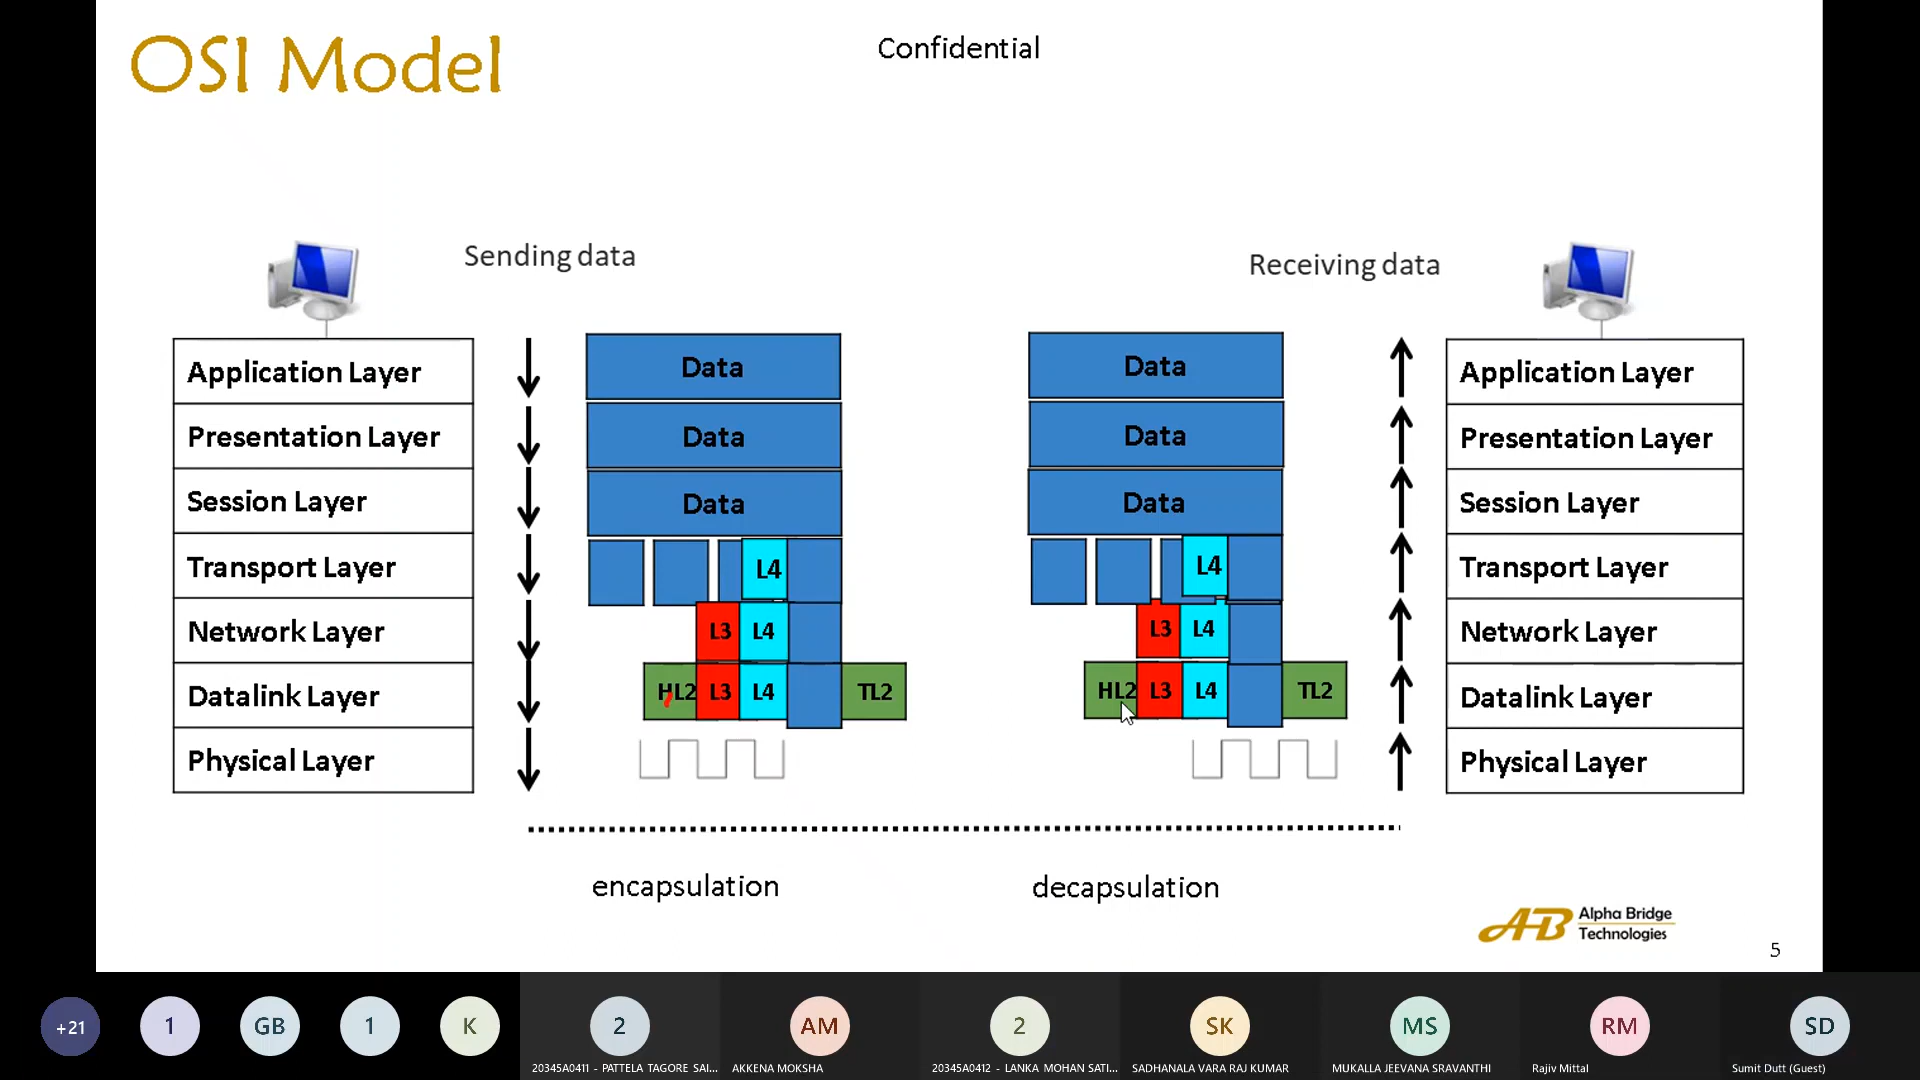 OSI Model
Confidential
Sending data
Receiving data
Application Layer
Presentation Layer
Session Layer
Transport Layer
Network Layer
Datalink Layer
Physical Layer
Data
Data
Data
L4
L3 L4
HL2 L3 L4 TL2
Data
Data
Data
L4
L3 L4
HL2 L3 L4 TL2
Application Layer
Presentation Layer
Session Layer
Transport Layer
Network Layer
Datalink Layer
Physical Layer
encapsulation
decapsulation
AB
Alpha Bridge
Technologies
5
+21
1
GB
1
K
2
20345A0411 - PATTELA TAGORE SAI...
AM
AKKENA MOKSHA
2
20345A0412 - LANKA MOHAN SATI...
SK
SADHANALA VARA RAJ KUMAR
MS
MUKALLA JEEVANA SRAVANTHI
RM
Rajiv Mittal
SD
Sumit Dutt (Guest)